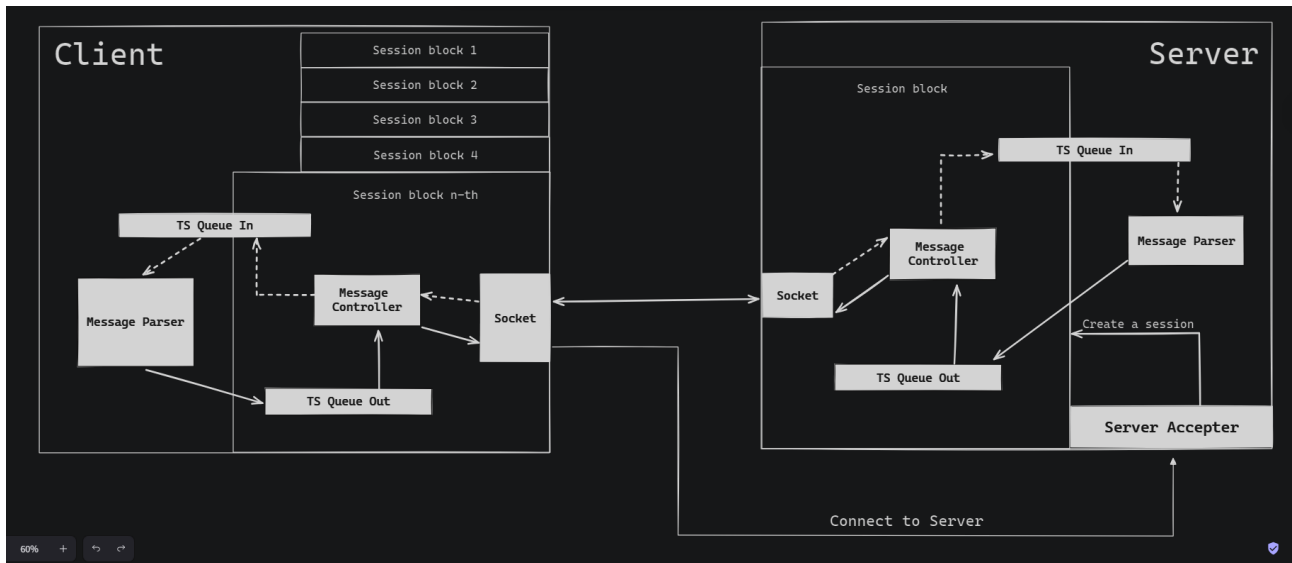 Client
Session block 1
Session block 2
Session block 3
Session block 4
Session block n-th
TS Queue In
Message Parser
Message
Controller
Socket
TS Queue Out
Server
Session block
TS Queue In
Message
Controller
Message Parser
Socket
Create a session
TS Queue Out
Server Accepter
Connect to Server
60%